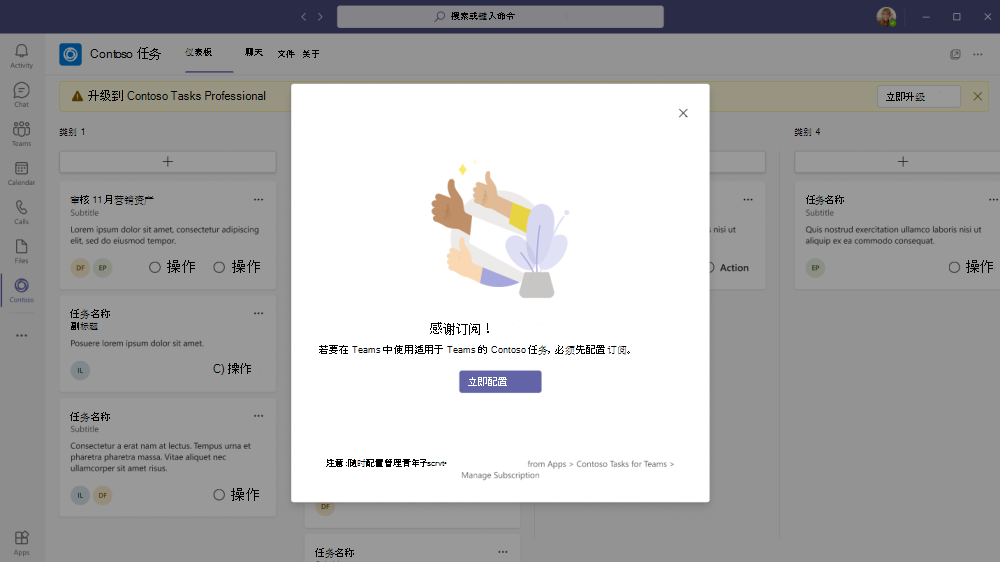 搜索或键入命令
Contoso 任务
仪表板
聊天
文件
关于
Activity
Chat
Teams
Calendar
Calls
Files
Contoso
Apps
升级到 Contoso Tasks Professional
立即升级
类别 1
审核 11 月营销资产
Subtitle
Lorem ipsum dolor sit amet, consectetur adipiscing
elit, sed do eiusmod tempor.
DF
EP
操作
操作
任务名称
副标题
Posuere lorem ipsum dolor sit amet.
IL
C) 操作
任务名称
Subtitle
Consectetur a erat nam at lectus. Tempus urna et
pharetra pharetra massa. Vitae aliquet nec
ullamcorper sit amet risus.
IL
DF
操作
感谢订阅！
若要在 Teams 中使用适用于 Teams 的 Contoso 任务, 必须先配置 订阅。
立即配置
注意 :随时配置管理青年子scrvt•
from Apps > Contoso Tasks for Teams >
Manage Subscription
DF
任务名称
nisi ut
Action
类别 4
任务名称
Subtitle
Quis nostrud exercitation ullamco laboris nisi ut
aliquip ex ea commodo consequat.
EP
操作